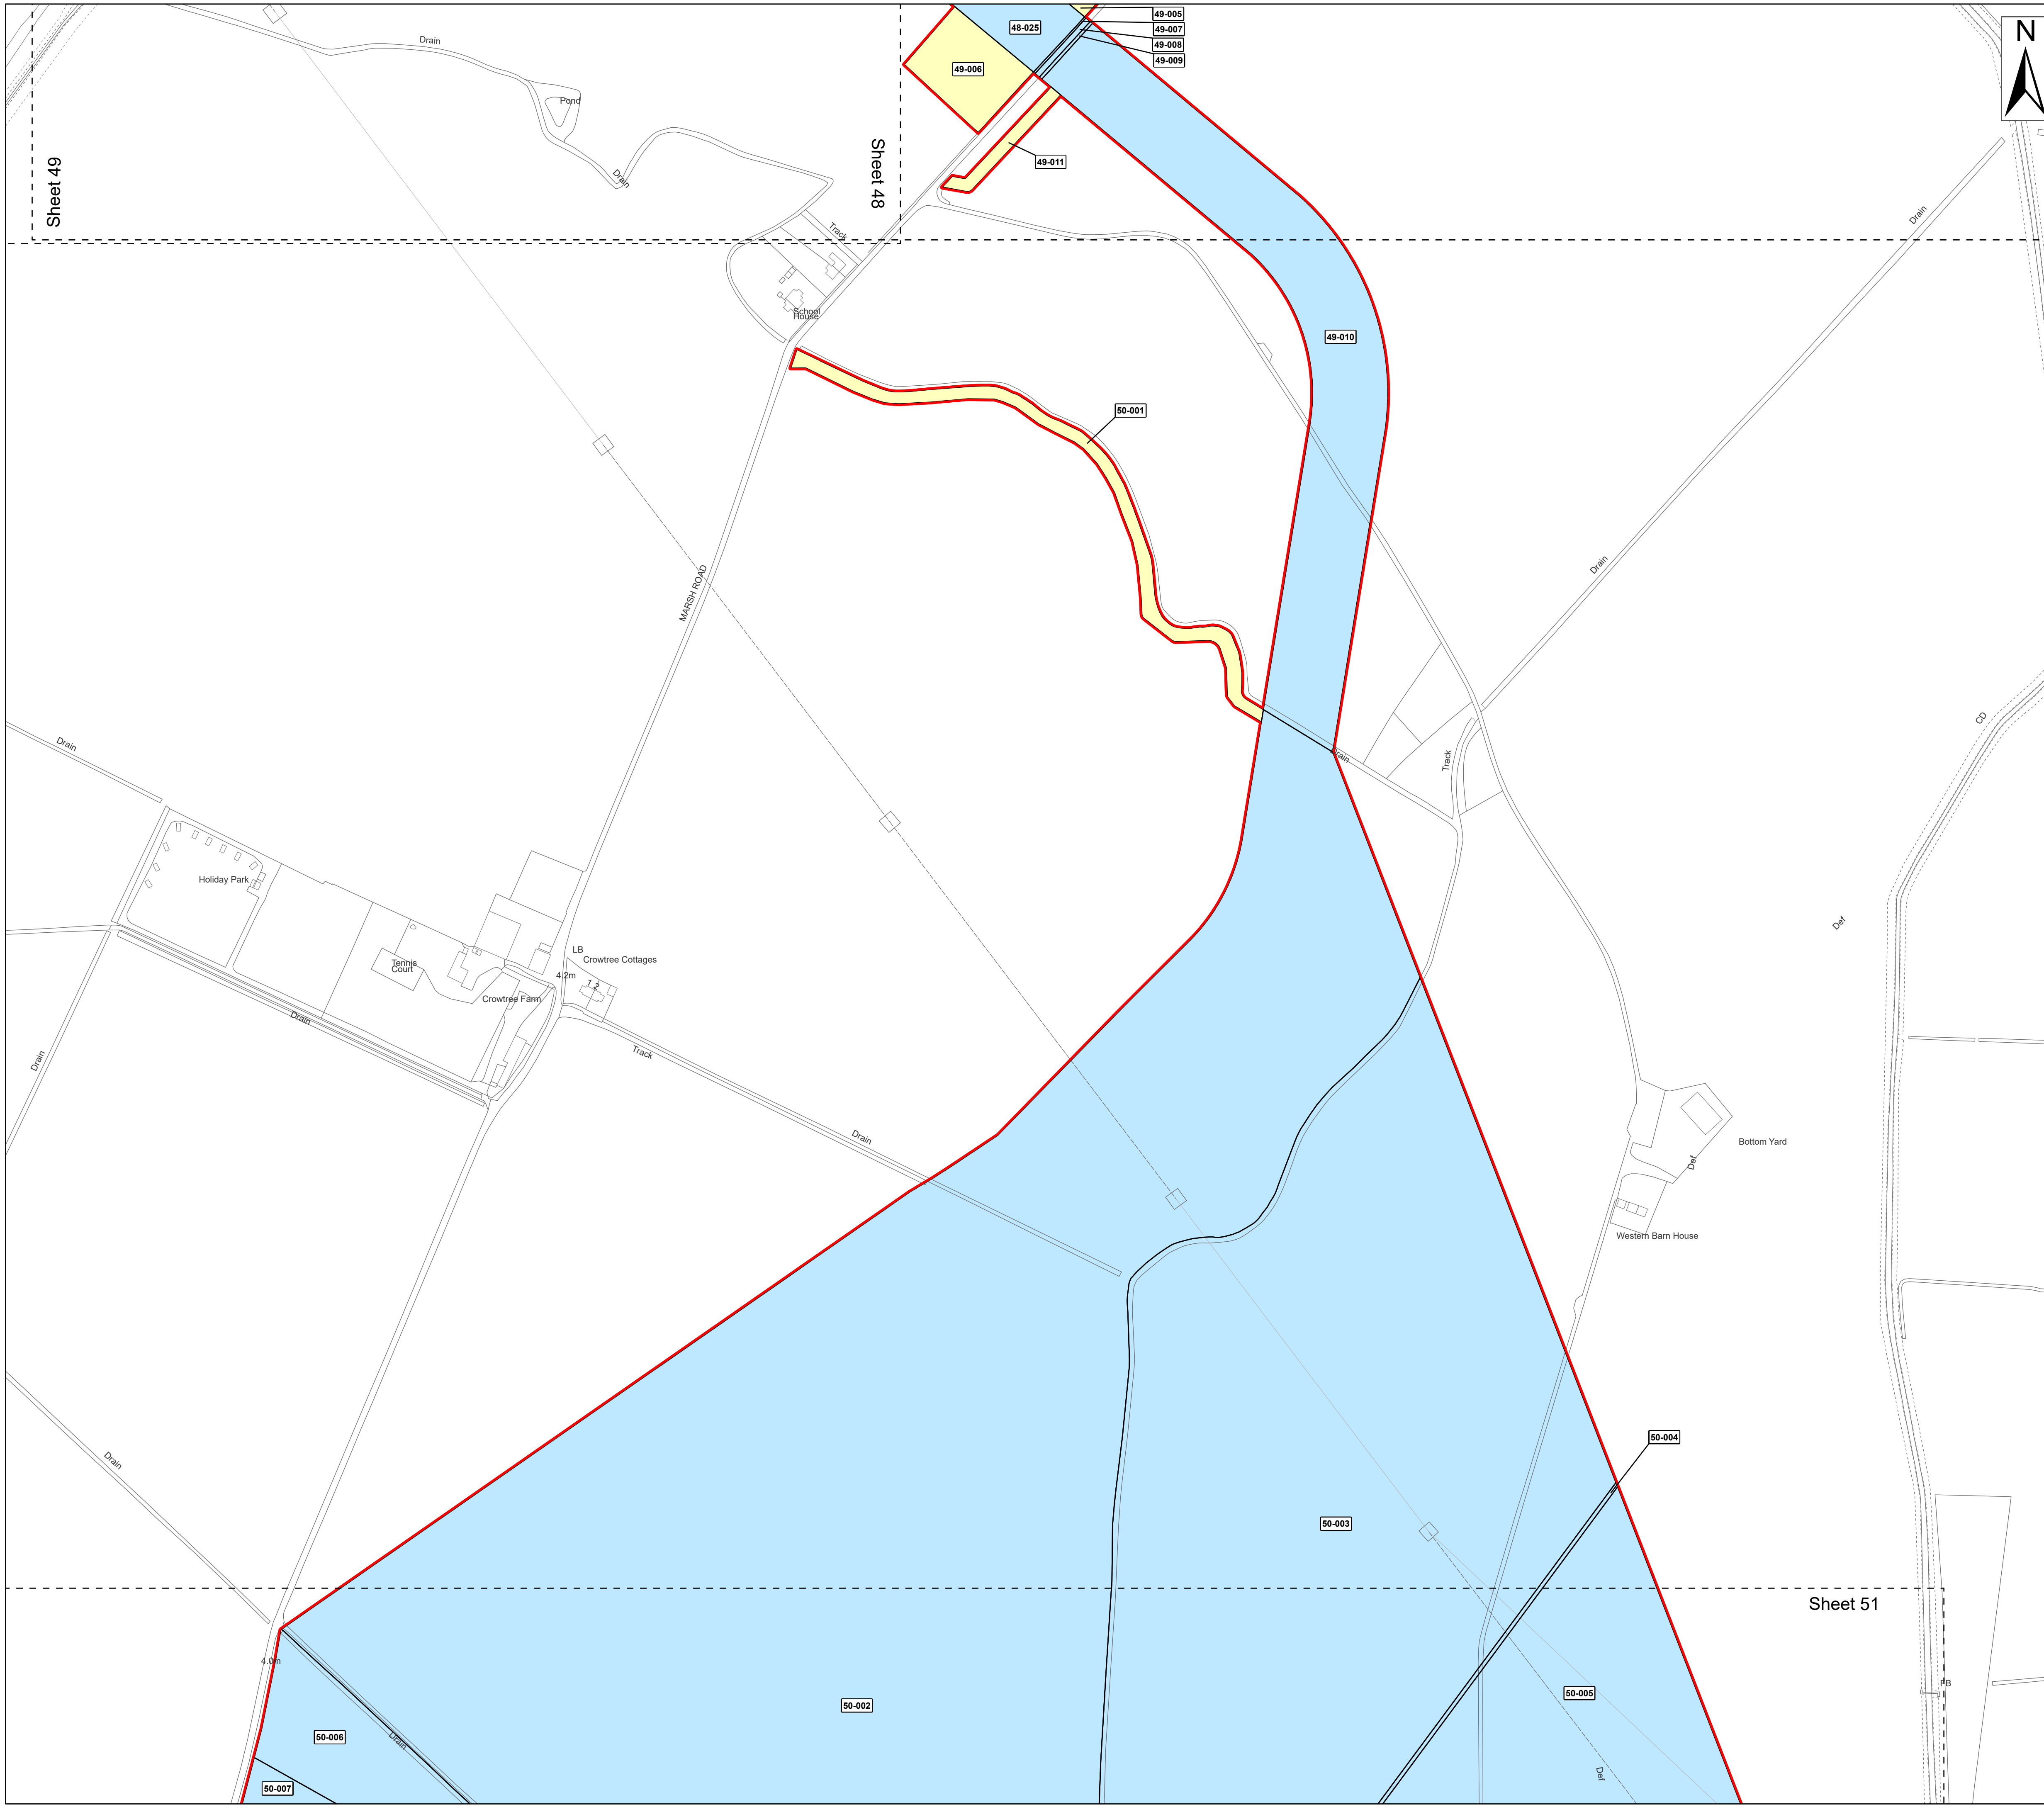 49-005
48-025
49-007
N
Drain
49-008
49-009
49-006
Pond
Sheet 49
Sheet 48
49-011
Drain
Drain
Track
School
House
49-010
50-001
Drain
MARSH ROAD
CD
Drain
Drain
Track
Holiday Park
Def
LB
Crowtree Cottages
Tennis
Court
4.2m
1 2
Crowtree Farm
Drain
Track
Drain
Drain
Bottom Yard
Def
Western Barn House
50-004
Drain
50-003
Sheet 51
4.0m
FB
50-005
50-002
50-006
Drain
Def
50-007